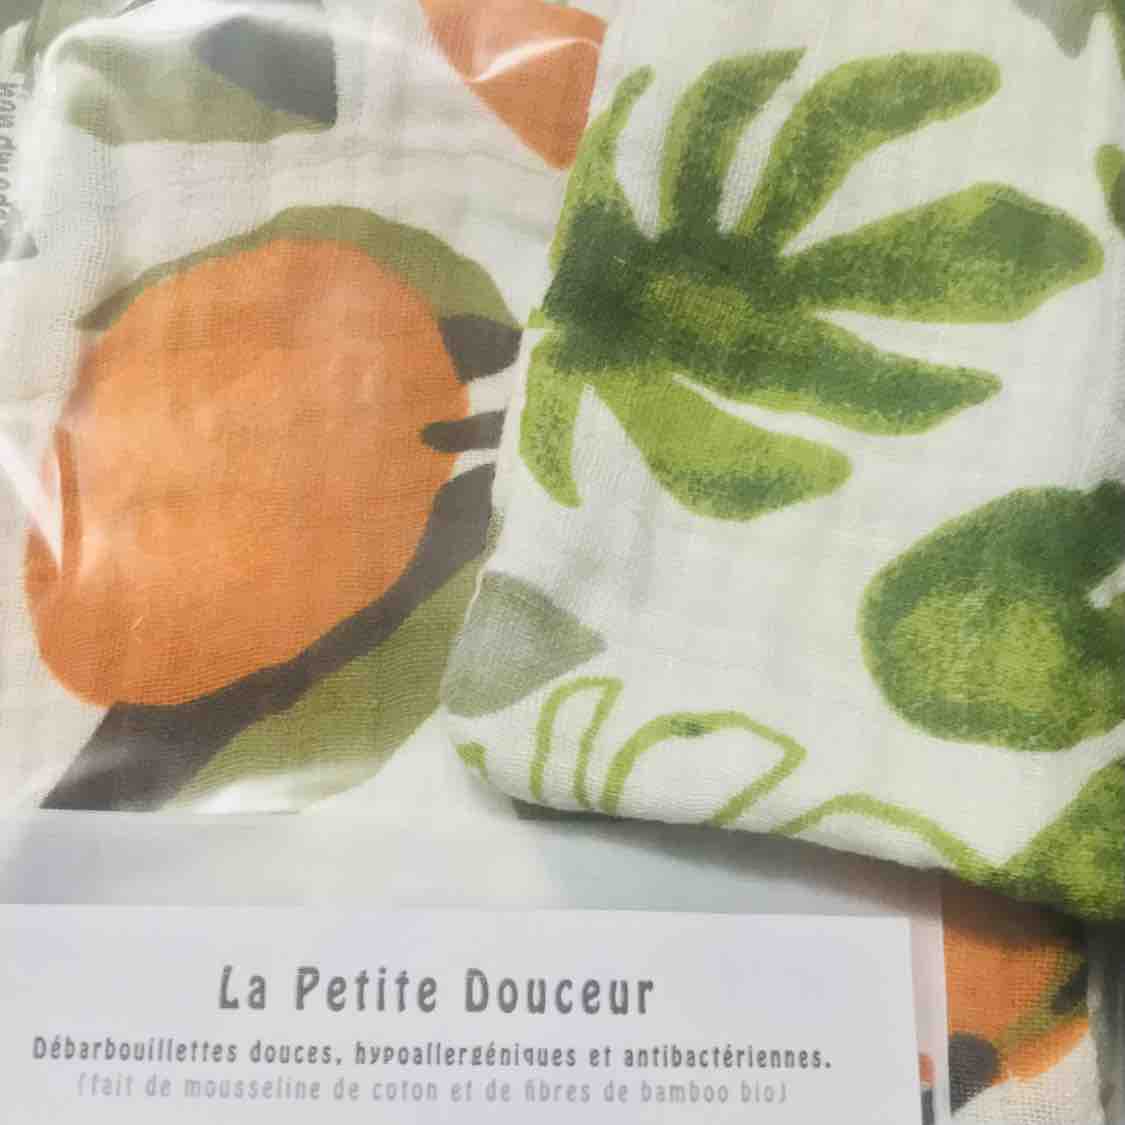 La Petite Douceur
Débarbouillettes douces, hypoallergéniques et antibactériennes.
(fait de mousseline de coton et de fibres de bamboo bio)